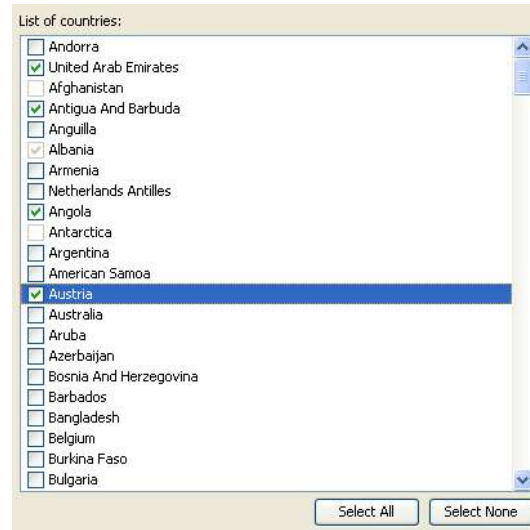 List of countries:
Andorra
United Arab Emirates
Afghanistan
Antigua And Barbuda
Anguilla
Albania
Armenia
Netherlands Antilles
Angola
Antarctica
Argentina
American Samoa
Austria
Australia
Aruba
Azerbaijan
Bosnia And Herzegovina
Barbados
Bangladesh
Belgium
Burkina Faso
Bulgaria
Select All Select None